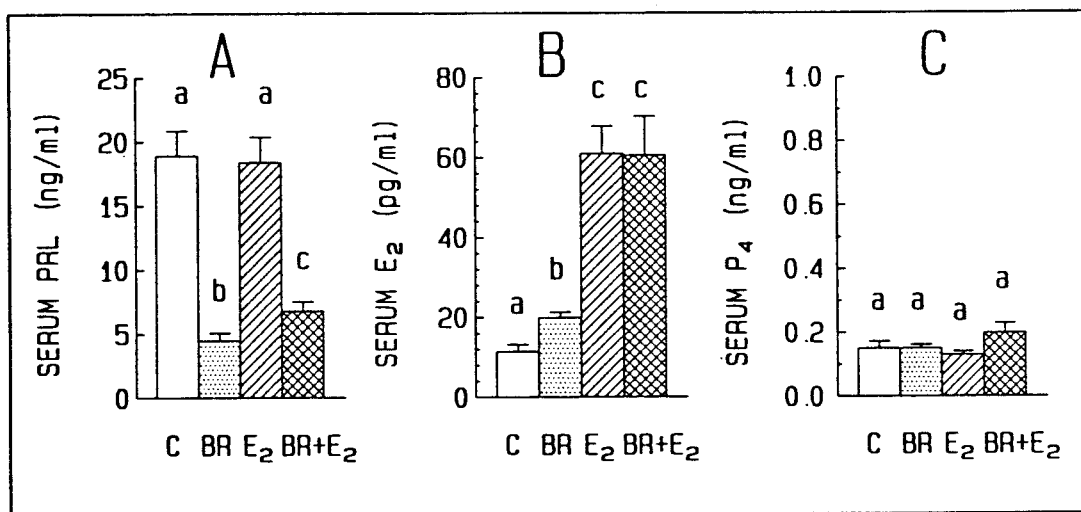 A
SERUM PRL (ng/ml)
25
20
15
10
5
0
a
b
a
c
C BR E₂ BR+E₂
B
SERUM E₂ (pg/ml)
80
60
40
20
0
a
b
c
c
C BR E₂ BR+E₂
C
SERUM P₄ (ng/ml)
1.0
0.8
0.6
0.4
0.2
0.0
a
a
a
a
C BR E₂ BR+E₂